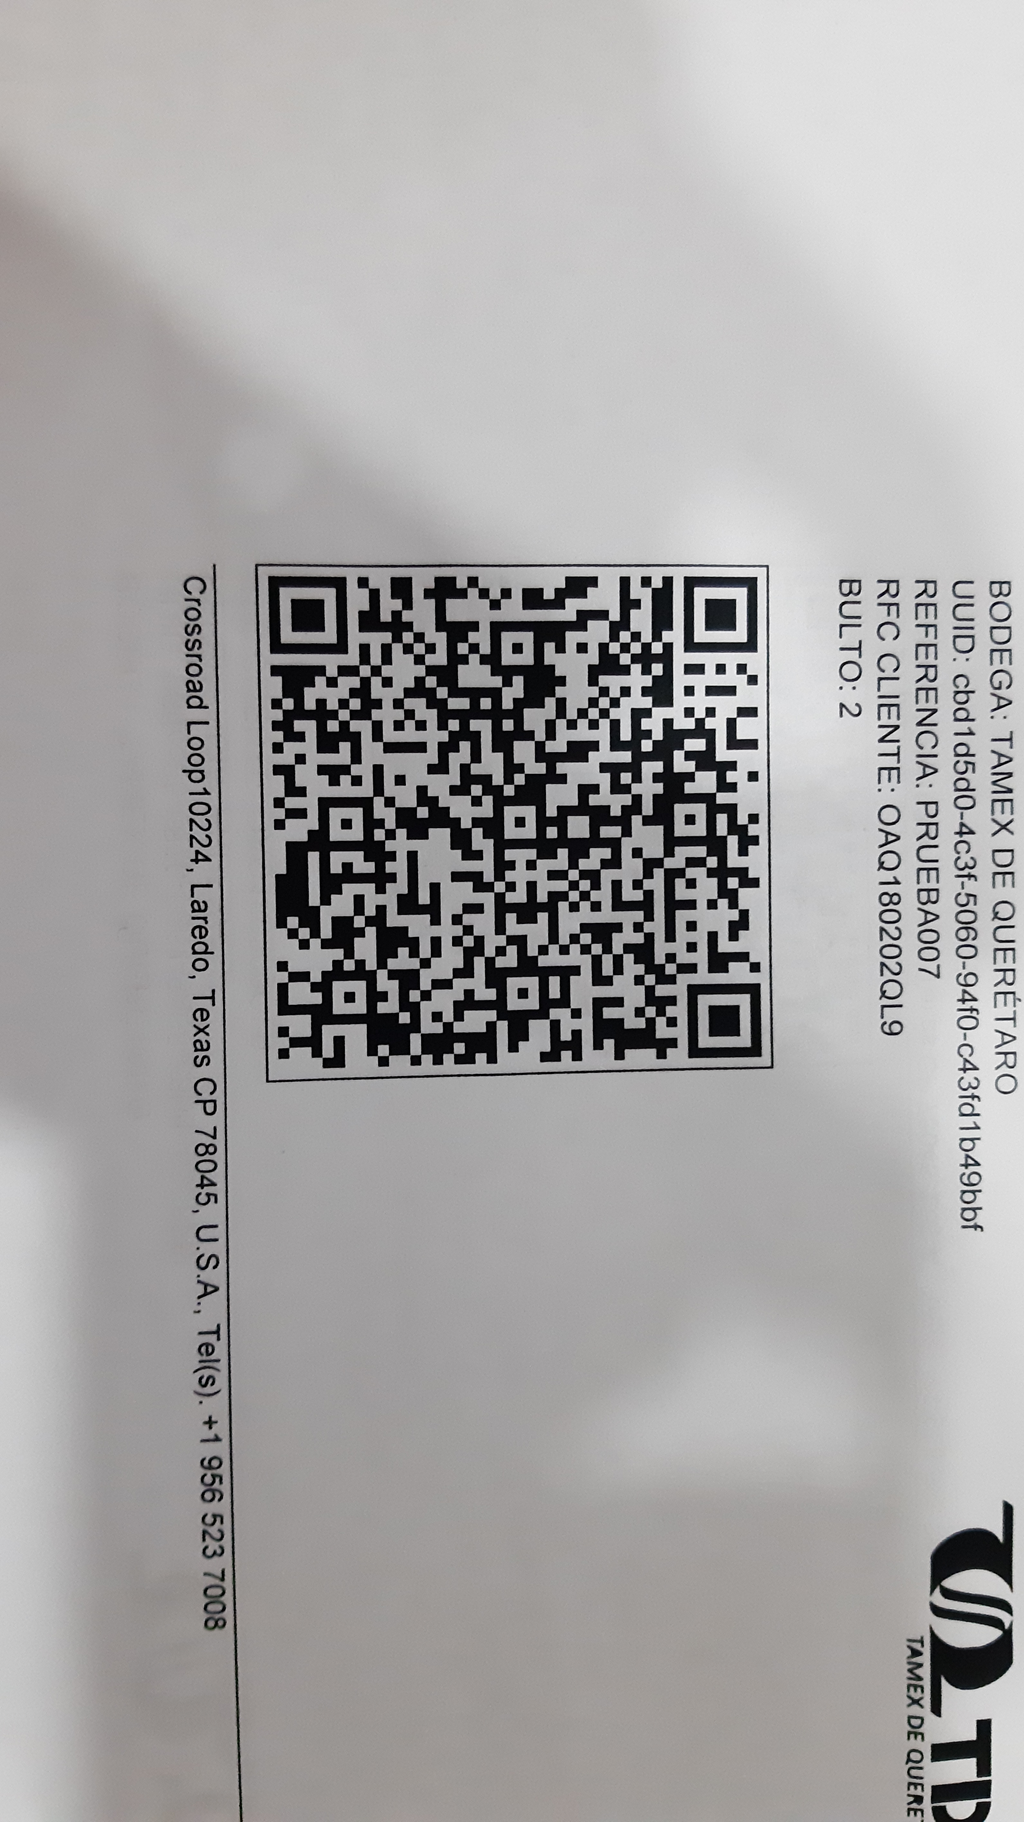 BODEGA: TAMEX DE QUERÉTARO
UUID: cbd1d5d0-4c3f-5060-94f0-c43fd1b49bbf
REFERENCIA: PRUEBA007
RFC CLIENTE: OAQ180202QL9
BULTO: 2
TAMEX DE
Crossroad Loop10224, Laredo, Texas CP 78045, U.S.A., Tel(s). +1 956 523 7008